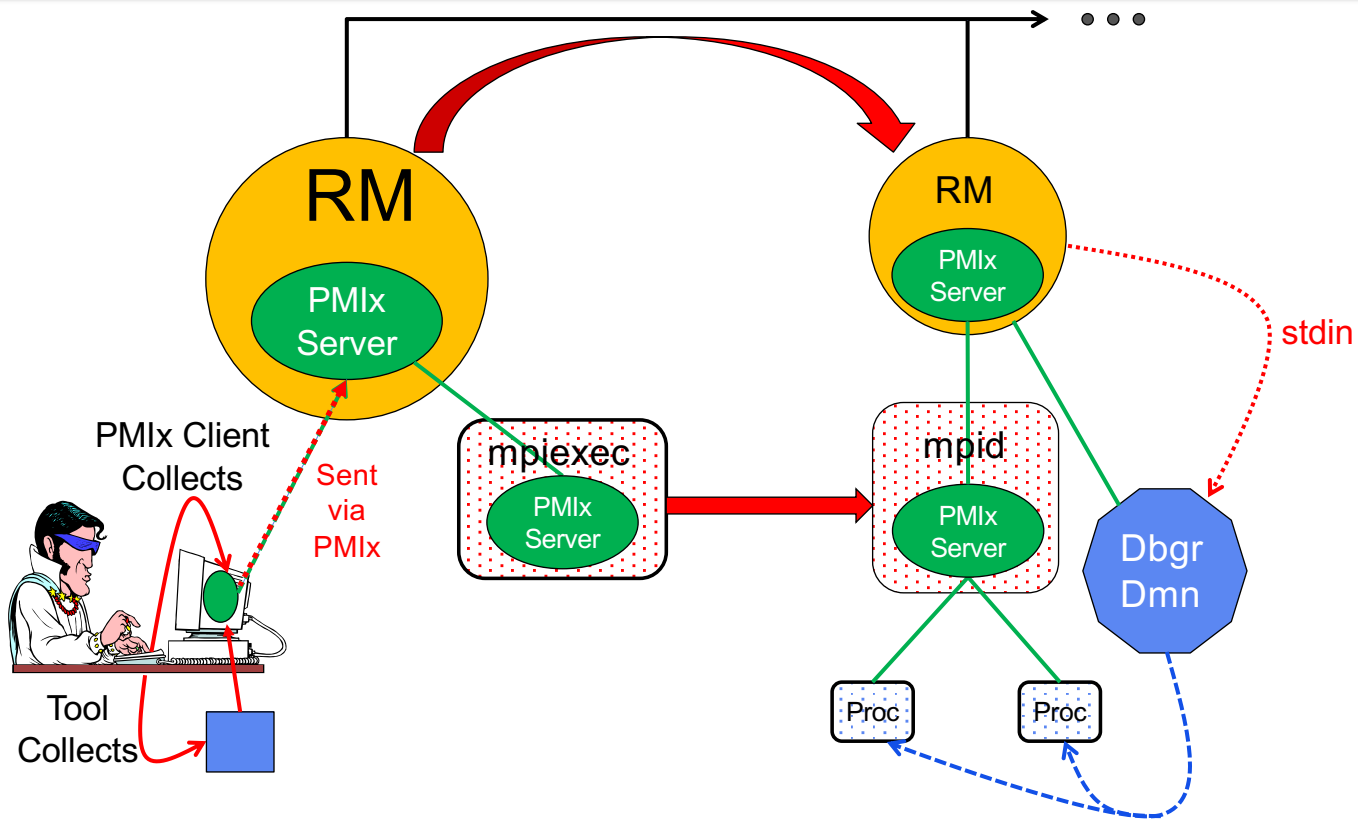 RM
PMIx
Server
RM
PMIx
Server
stdin
PMIx Client
Collects
Sent
via
PMIx
mpiexec
PMIx
Server
mpid
PMIx
Server
Dbgr
Dmn
Tool
Collects
Proc
Proc